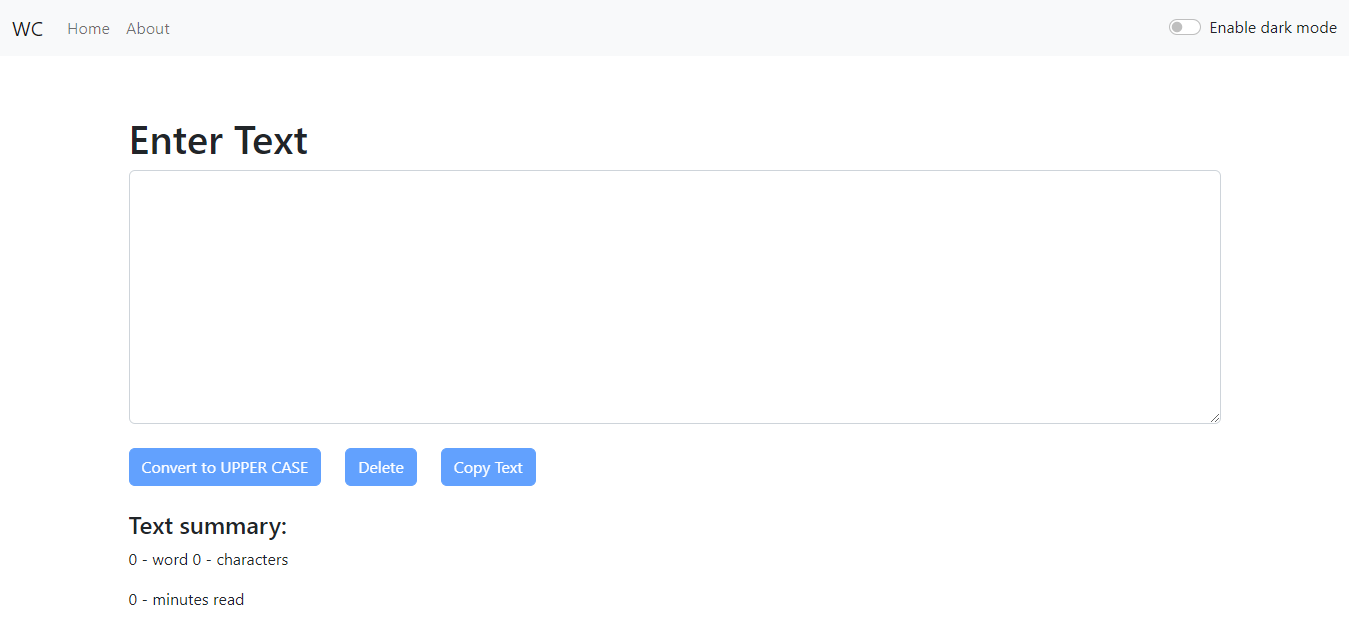 WC Home About Enable dark mode
Enter Text
Convert to UPPER CASE Delete Copy Text
Text summary:
0 - word 0 - characters
0 - minutes read